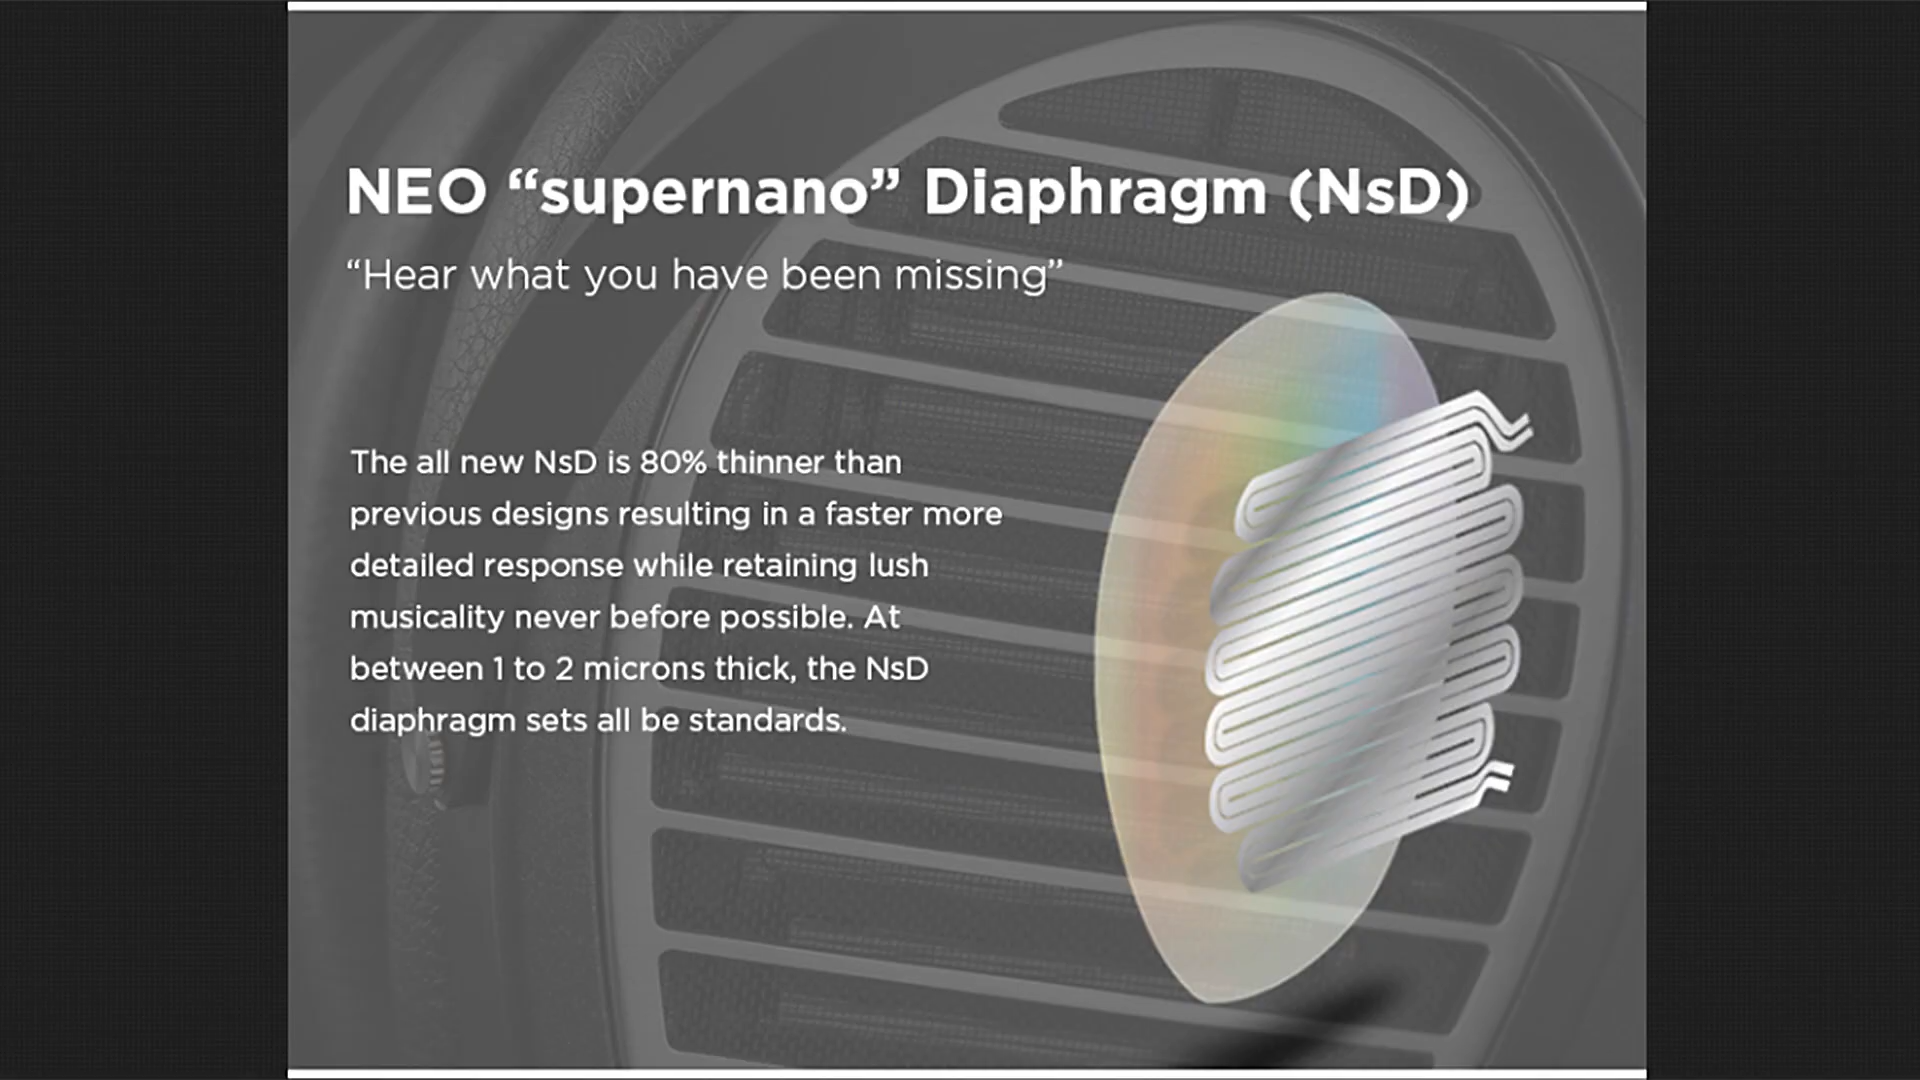 NEO “supernano” Diaphragm (NsD)
“Hear what you have been missing”
The all new NsD is 80% thinner than
previous designs resulting in a faster more
detailed response while retaining lush
musicality never before possible. At
between 1 to 2 microns thick, the NsD
diaphragm sets all be standards.